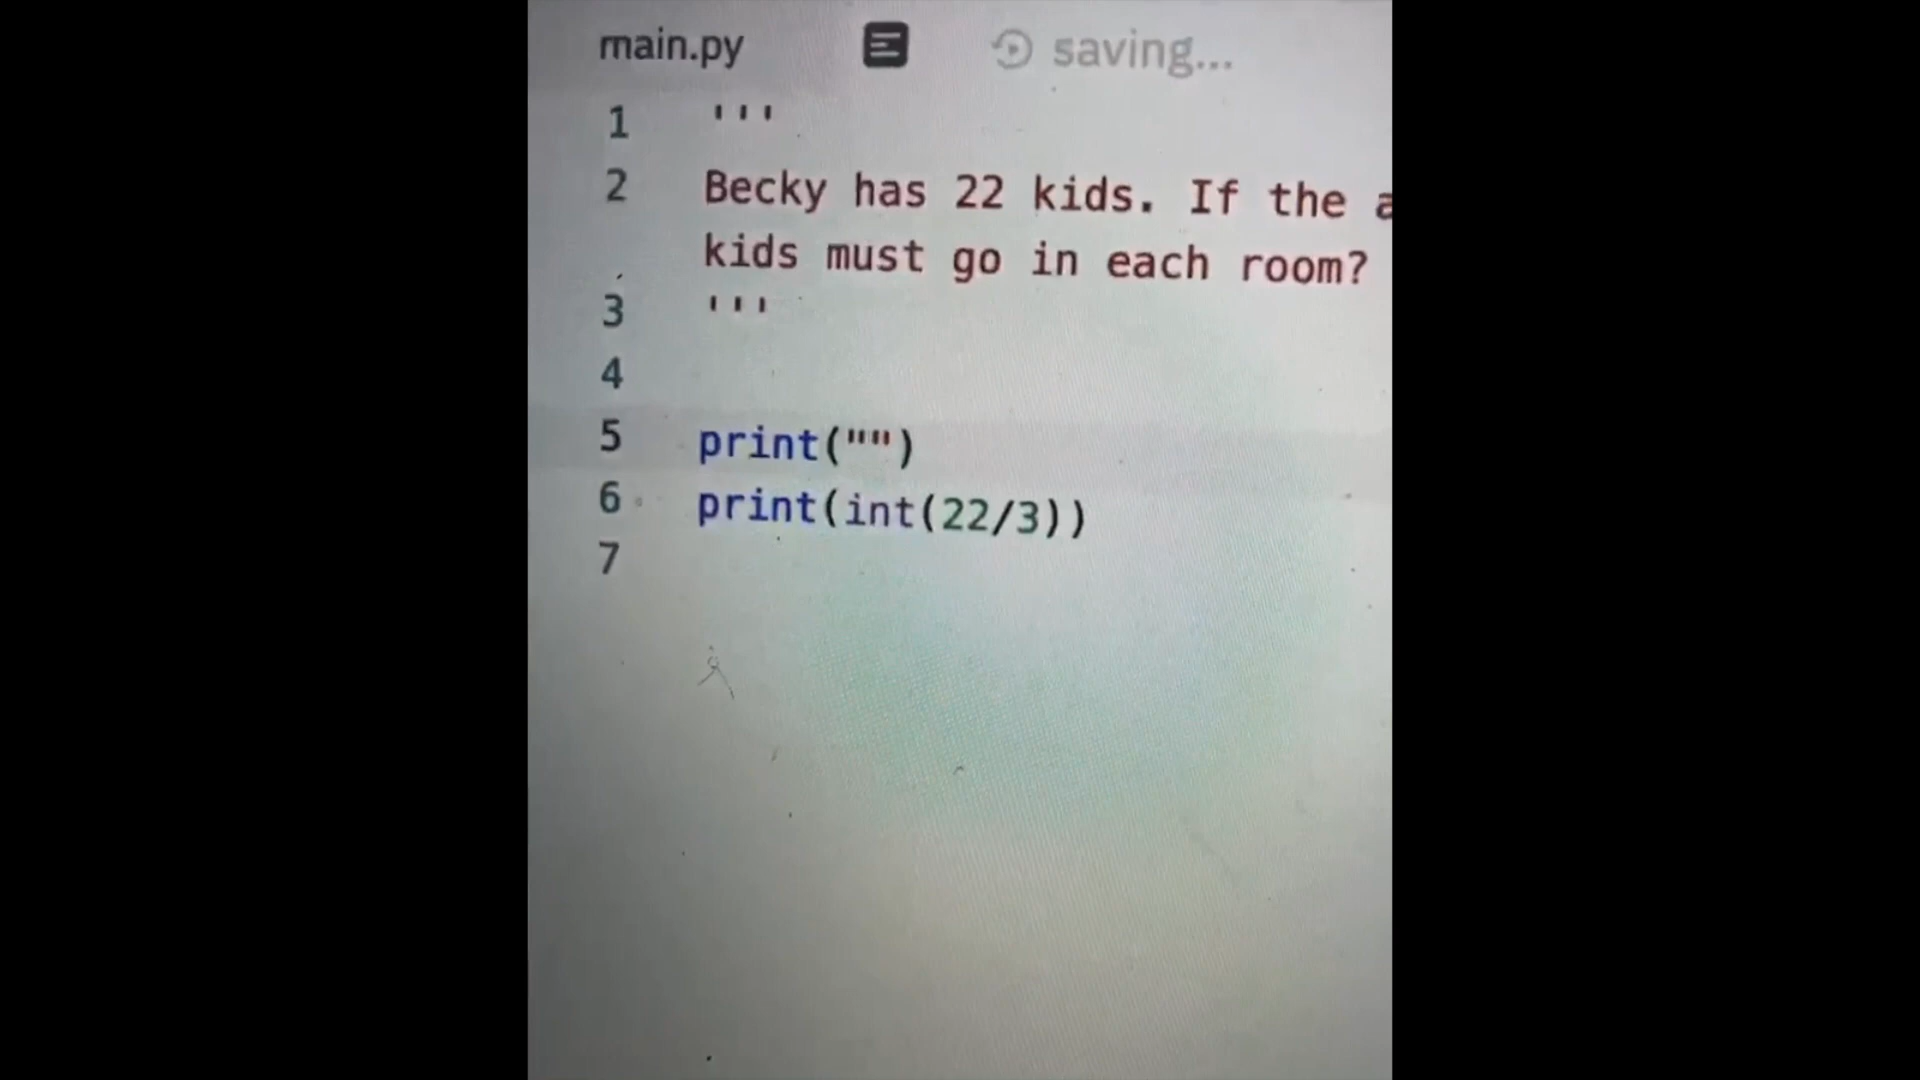 main.py saving...
1 '''
2 Becky has 22 kids. If the
kids must go in each room?
3 '''
4
5 print("")
6 print(int(22/3))
7